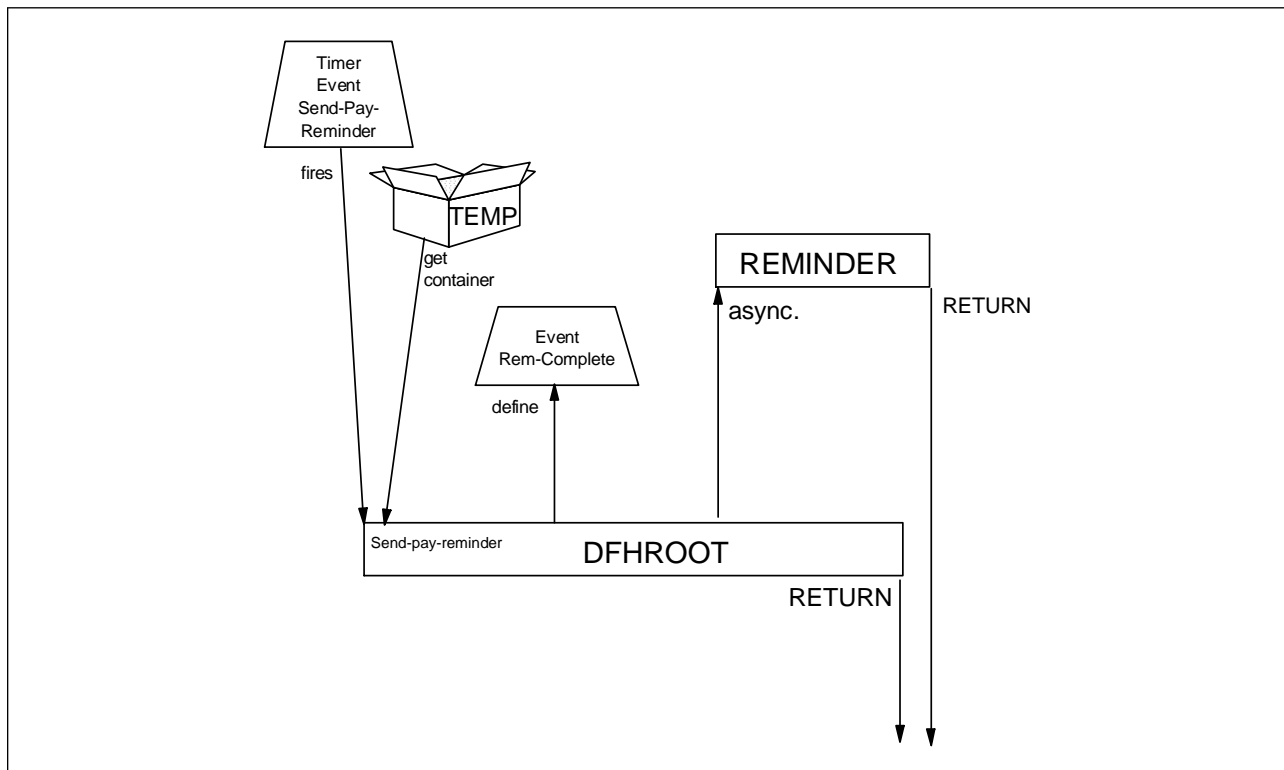 Timer
Event
Send-Pay-
Reminder
fires
TEMP
get
container
REMINDER
async.
RETURN
Event
Rem-Complete
define
Send-pay-reminder
DFHROOT
RETURN